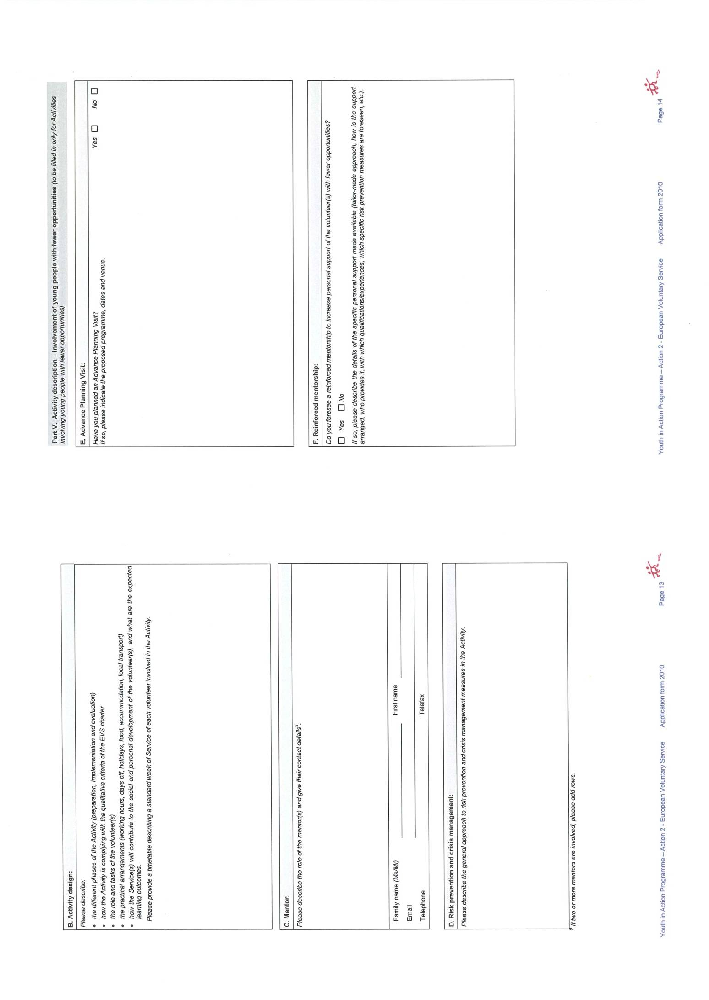 B. Activity design:
Please describe:
• the different phases of the Activity (preparation, implementation and evaluation)
• how the Activity is complying with the qualitative criteria of the EVS charter
• the role and tasks of the volunteer(s)
• the practical arrangements (working hours, days off, holidays, food, accommodation, local transport)
• how the Service(s) will contribute to the social and personal development of the volunteer(s), and what are the expected
learning outcomes.
Please provide a timetable describing a standard week of Service of each volunteer involved in the Activity.
C. Mentor:
Please describe the role of the mentor(s) and give their contact details⁹.
Family name (Ms/Mr) First name
Email
Telephone Telefax
D. Risk prevention and crisis management:
Please describe the general approach to risk prevention and crisis management measures in the Activity.
⁹ If two or more mentors are involved, please add rows.
Youth in Action Programme – Action 2 - European Voluntary Service Application form 2010 Page 13
Part V. Activity description – Involvement of young people with fewer opportunities (to be filled in only for Activities
involving young people with fewer opportunities)
E. Advance Planning Visit:
Have you planned an Advance Planning Visit? Yes ☐ No ☐
If so, please indicate the proposed programme, dates and venue.
F. Reinforced mentorship:
Do you foresee a reinforced mentorship to increase personal support of the volunteer(s) with fewer opportunities?
☐ Yes ☐ No
If so, please describe the details of the specific personal support made available (tailor-made approach, how is the support
arranged, who provides it, with which qualifications/experiences, which specific risk prevention measures are foreseen, etc.).
Youth in Action Programme – Action 2 - European Voluntary Service Application form 2010 Page 14